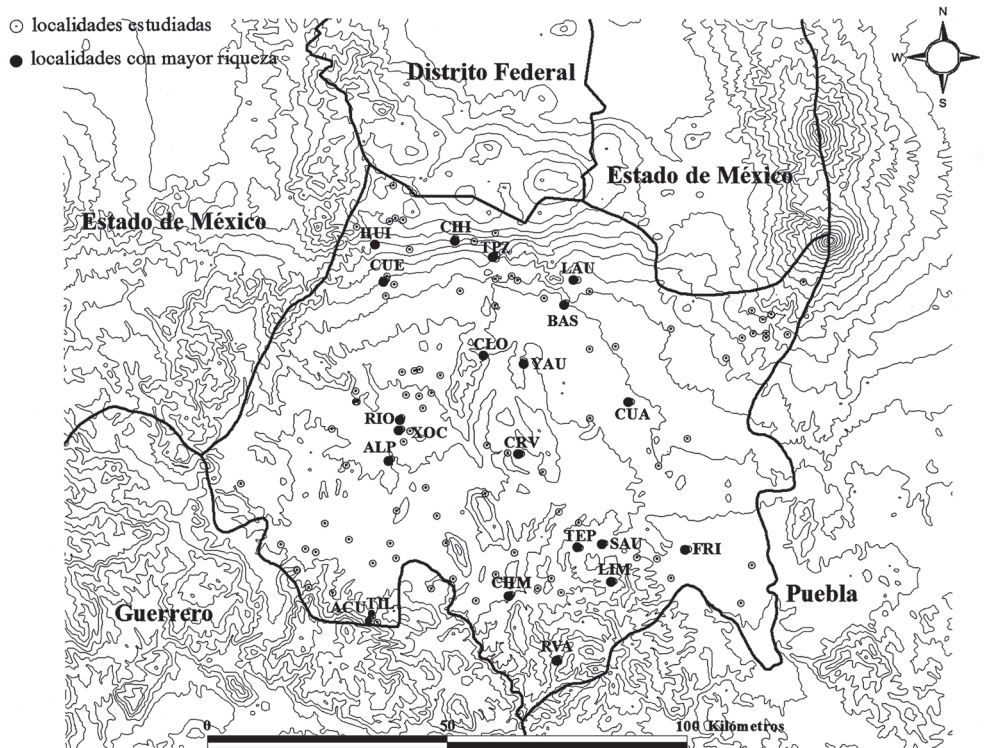 localidades estudiadas
localidades con mayor riqueza
N
W
S
Distrito Federal
Estado de México
Estado de México
HUI
CHI
TPZ
CUE
LAU
BAS
CLO
YAU
CUA
RIO
XOC
ALP
CRV
TEP
SAU
FRI
LIM
CHM
Puebla
Guerrero
ACU
TIL
RVA
0
50
100 Kilómetros